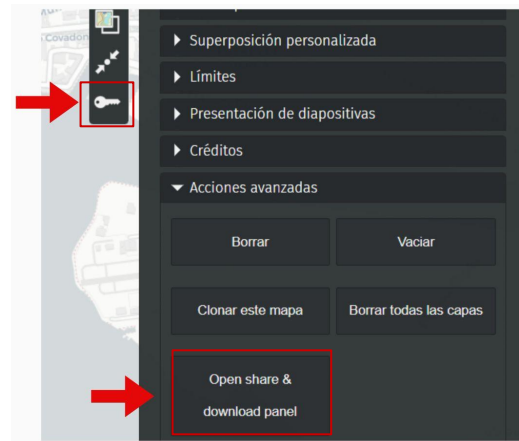 Covadon
Superposición personalizada
Límites
Presentación de diapositivas
Créditos
Acciones avanzadas
Borrar
Vaciar
Clonar este mapa
Borrar todas las capas
Open share &
download panel